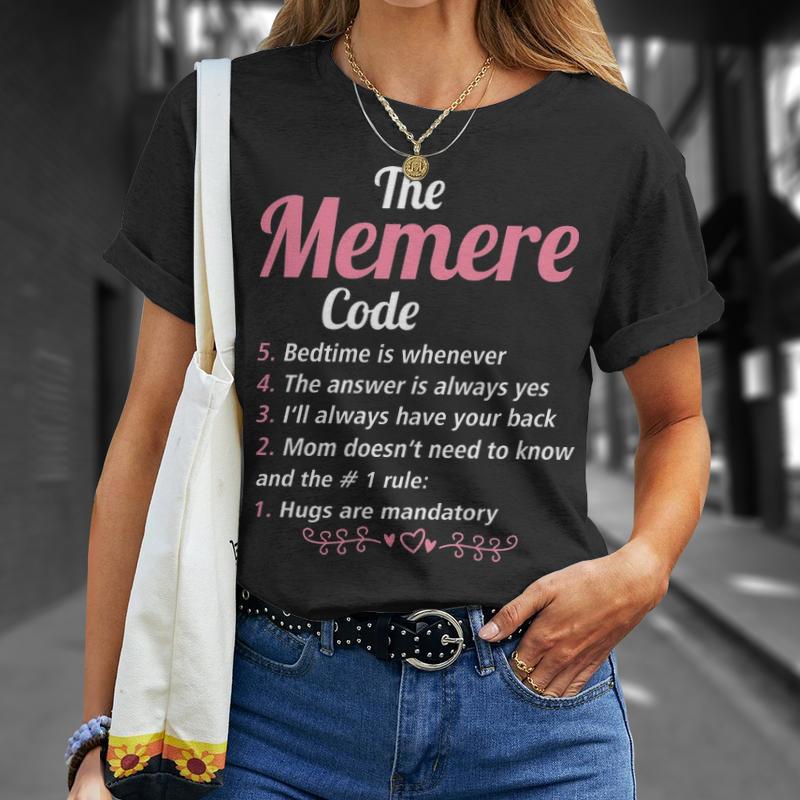 The
Memere
Code
5. Bedtime is whenever
4. The answer is always yes
3. I'll always have your back
2. Mom doesn't need to know
and the # 1 rule:
1. Hugs are mandatory